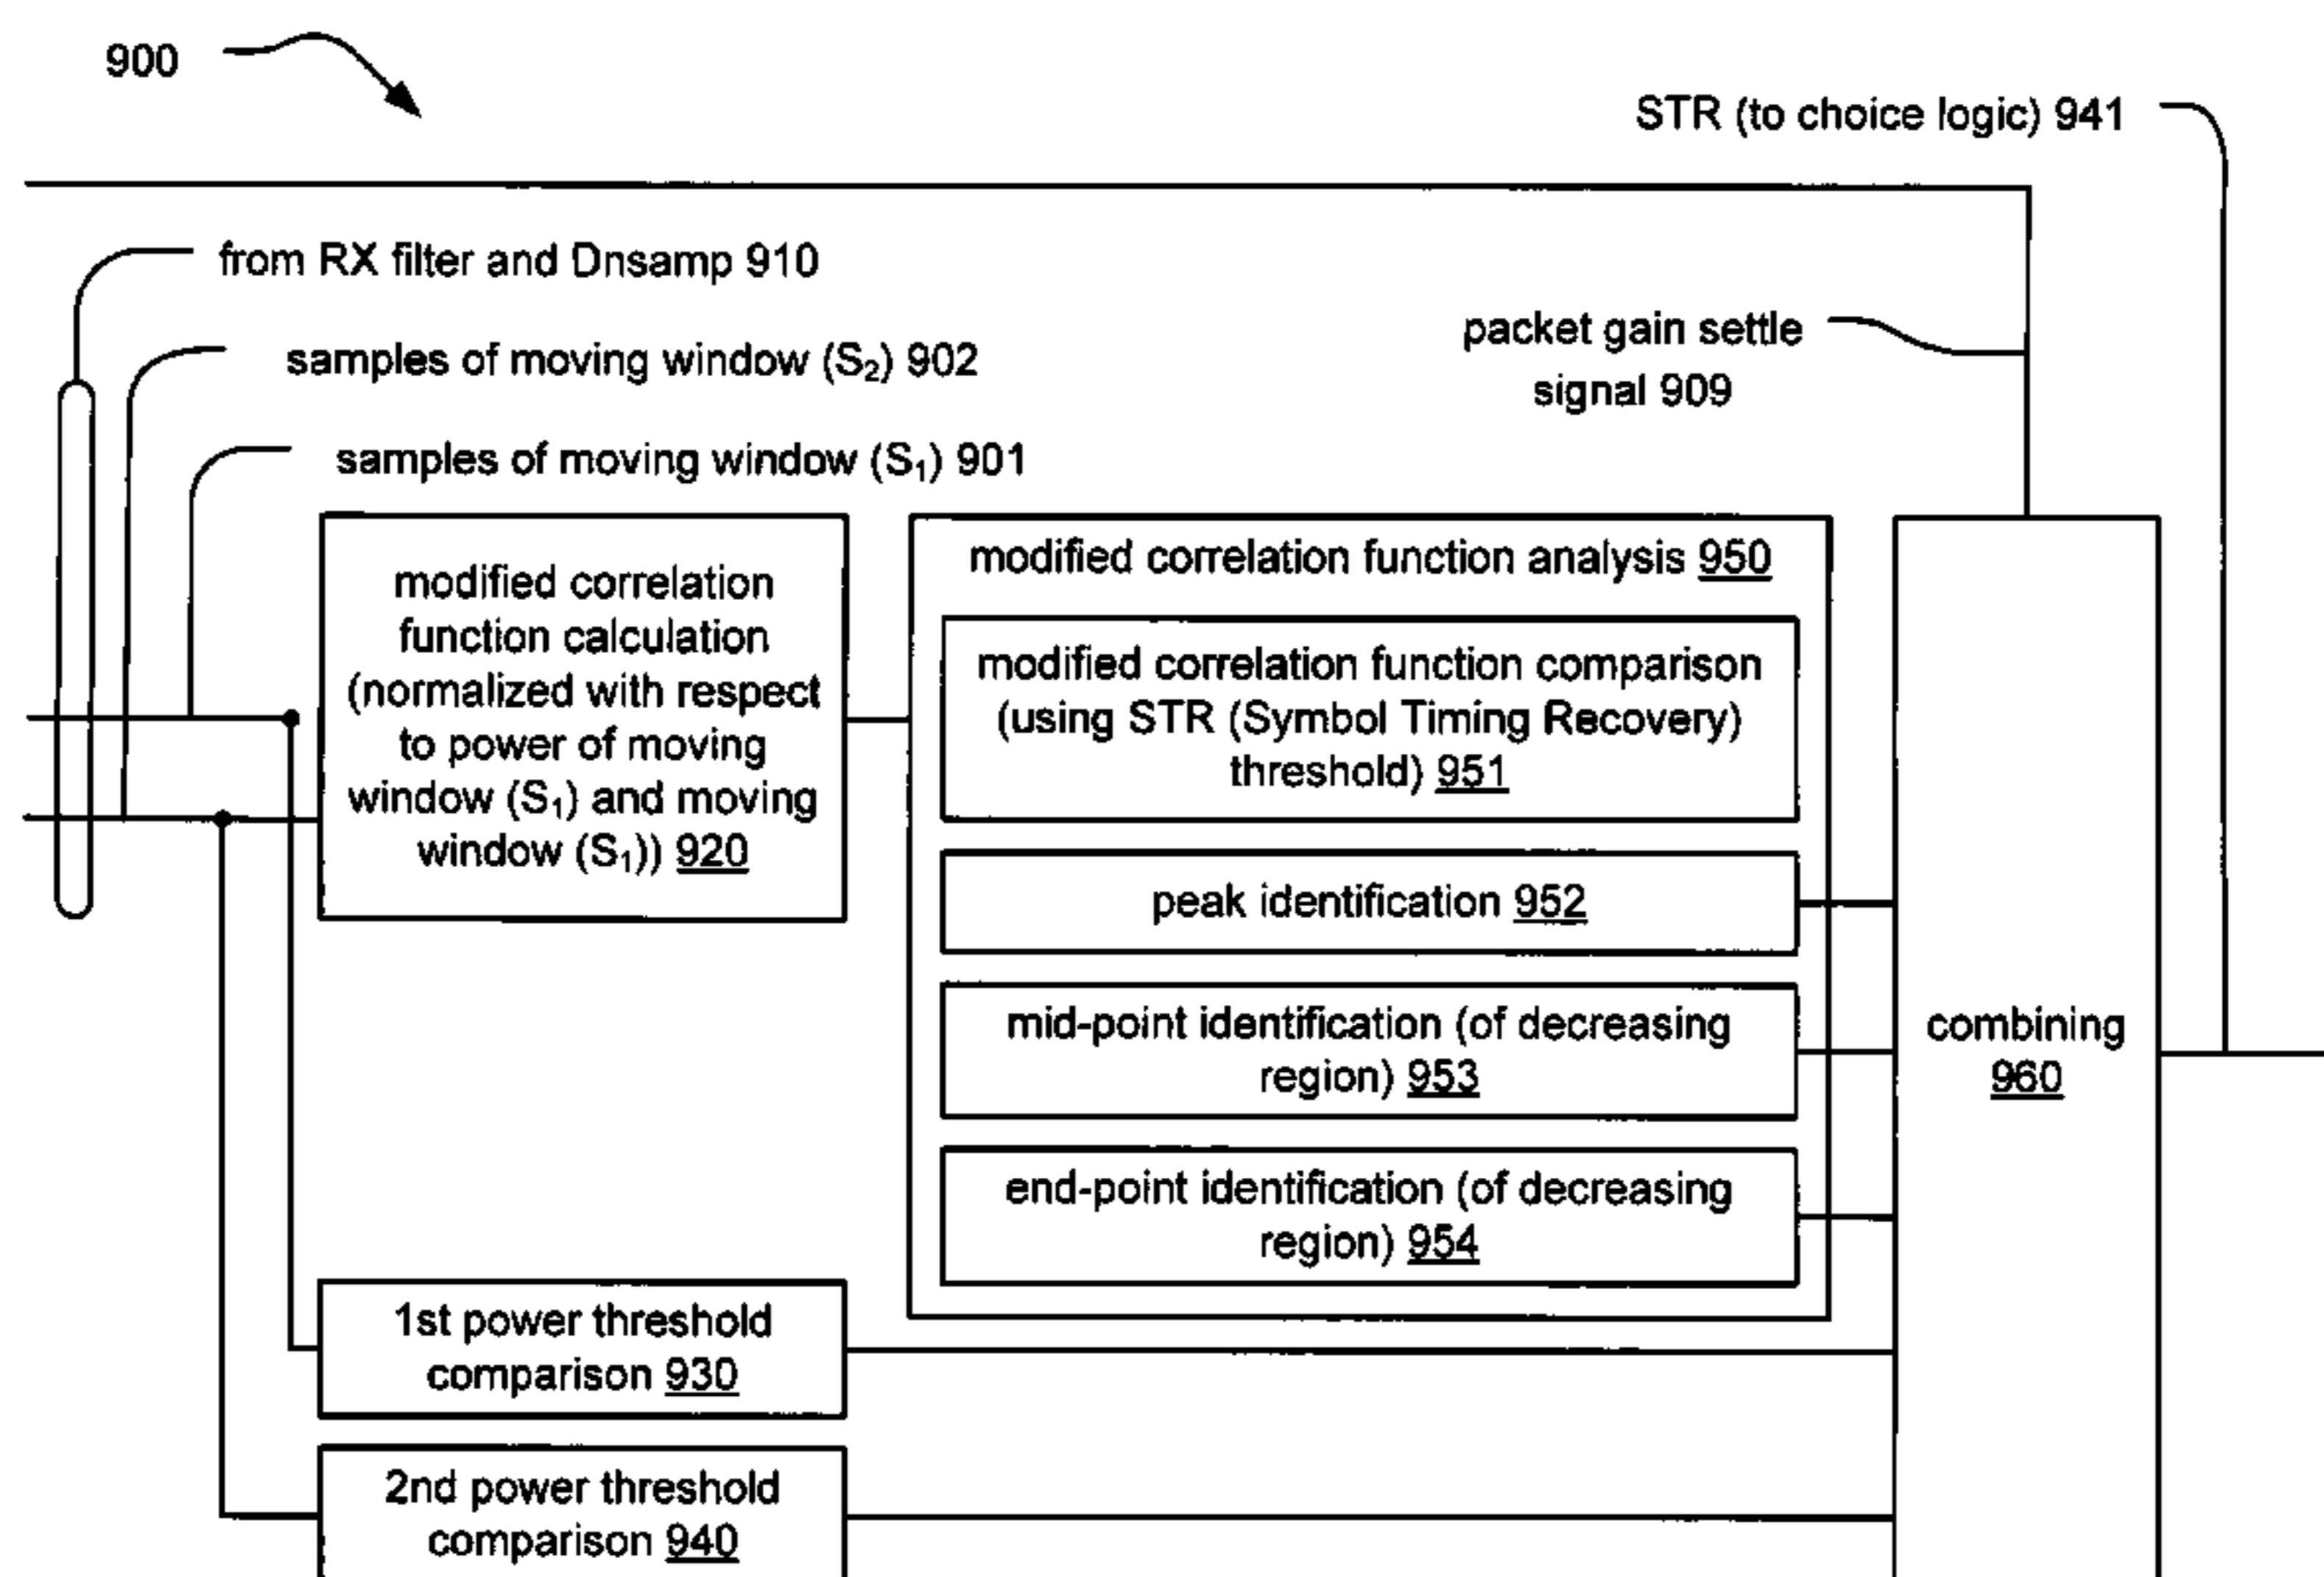 900
STR (to choice logic) 941
from RX filter and Dnsamp 910
samples of moving window (S₂) 902
packet gain settle
signal 909
samples of moving window (S₁) 901
modified correlation
function calculation
(normalized with respect
to power of moving
window (S₁) and moving
window (S₁)) 920
modified correlation function analysis 950
modified correlation function comparison
(using STR (Symbol Timing Recovery)
threshold) 951
peak identification 952
mid-point identification (of decreasing
region) 953
end-point identification (of decreasing
region) 954
combining
960
1st power threshold
comparison 930
2nd power threshold
comparison 940